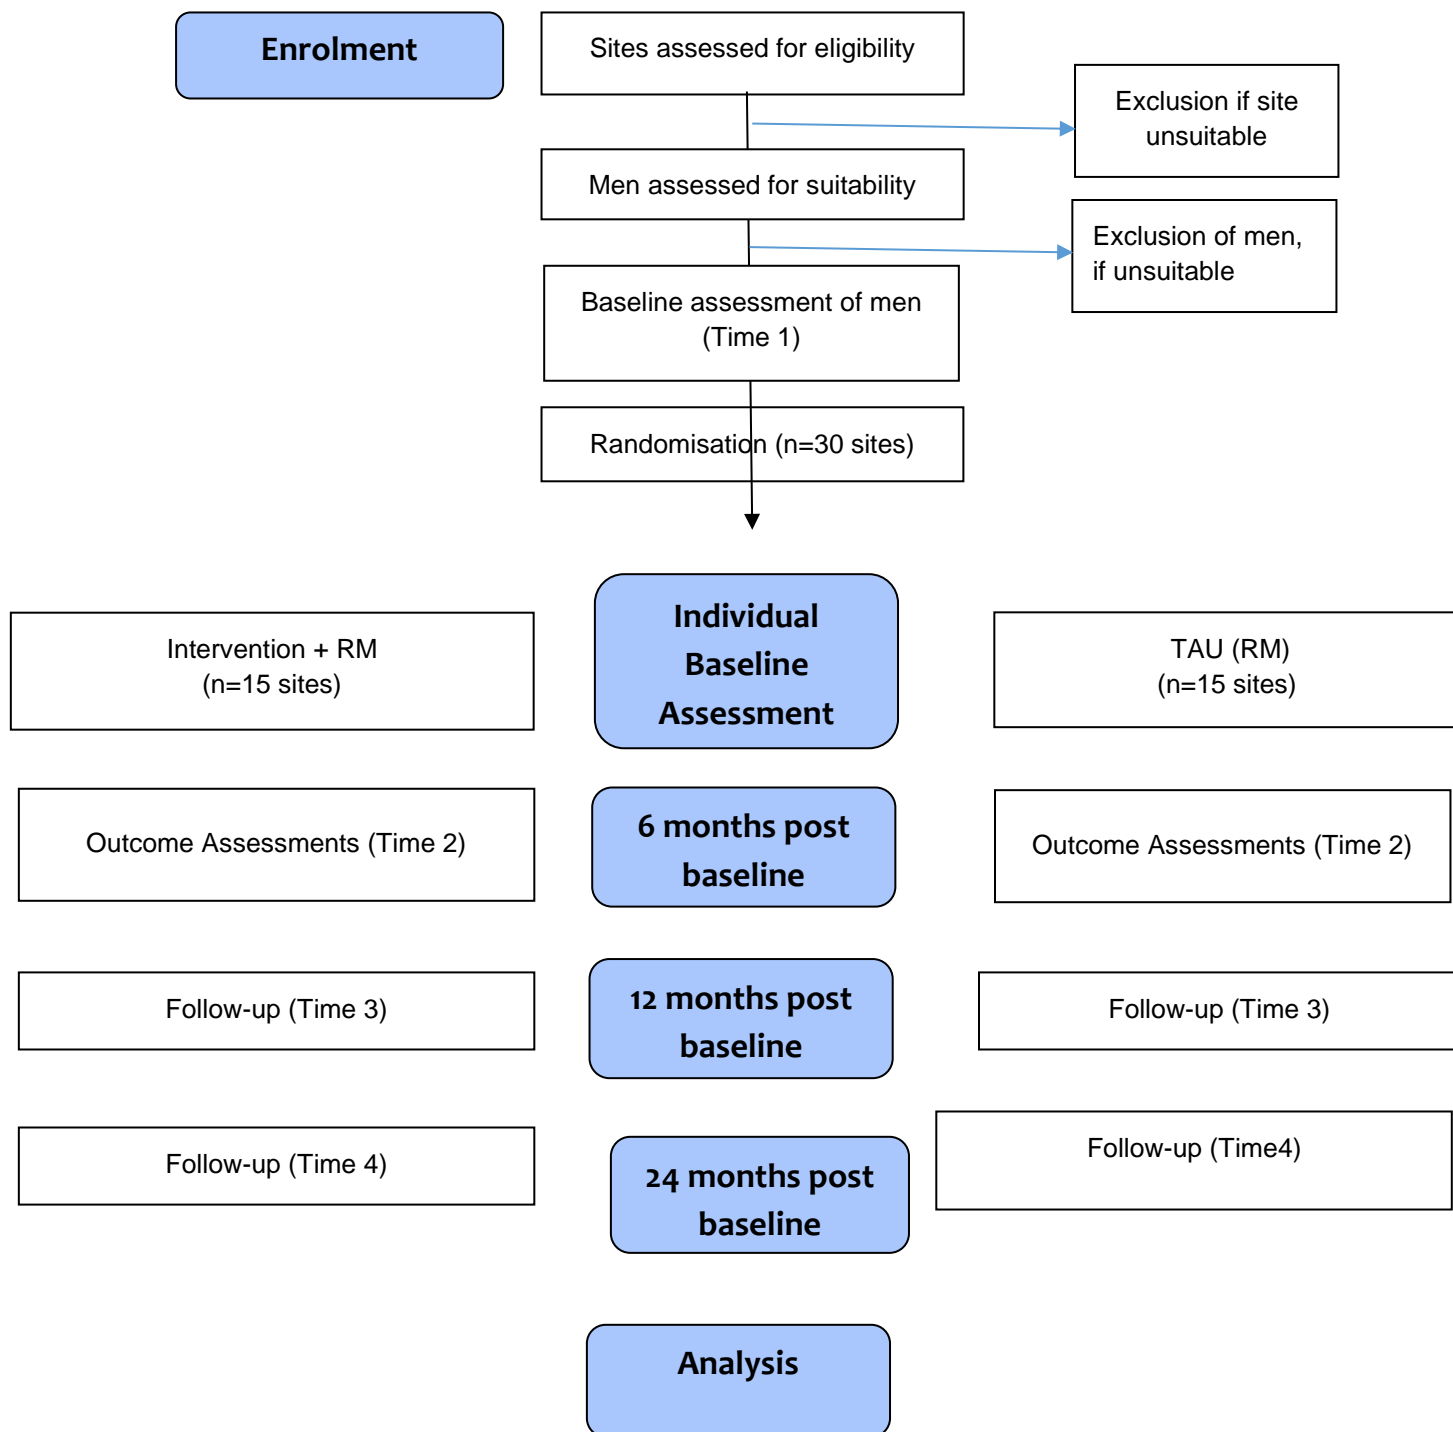 Enrolment
Sites assessed for eligibility
Exclusion if site
unsuitable
Men assessed for suitability
Exclusion of men,
if unsuitable
Baseline assessment of men
(Time 1)
Randomisation (n=30 sites)
Intervention + RM
(n=15 sites)
Individual
Baseline
Assessment
TAU (RM)
(n=15 sites)
Outcome Assessments (Time 2)
6 months post
baseline
Outcome Assessments (Time 2)
Follow-up (Time 3)
12 months post
baseline
Follow-up (Time 3)
Follow-up (Time 4)
24 months post
baseline
Follow-up (Time4)
Analysis